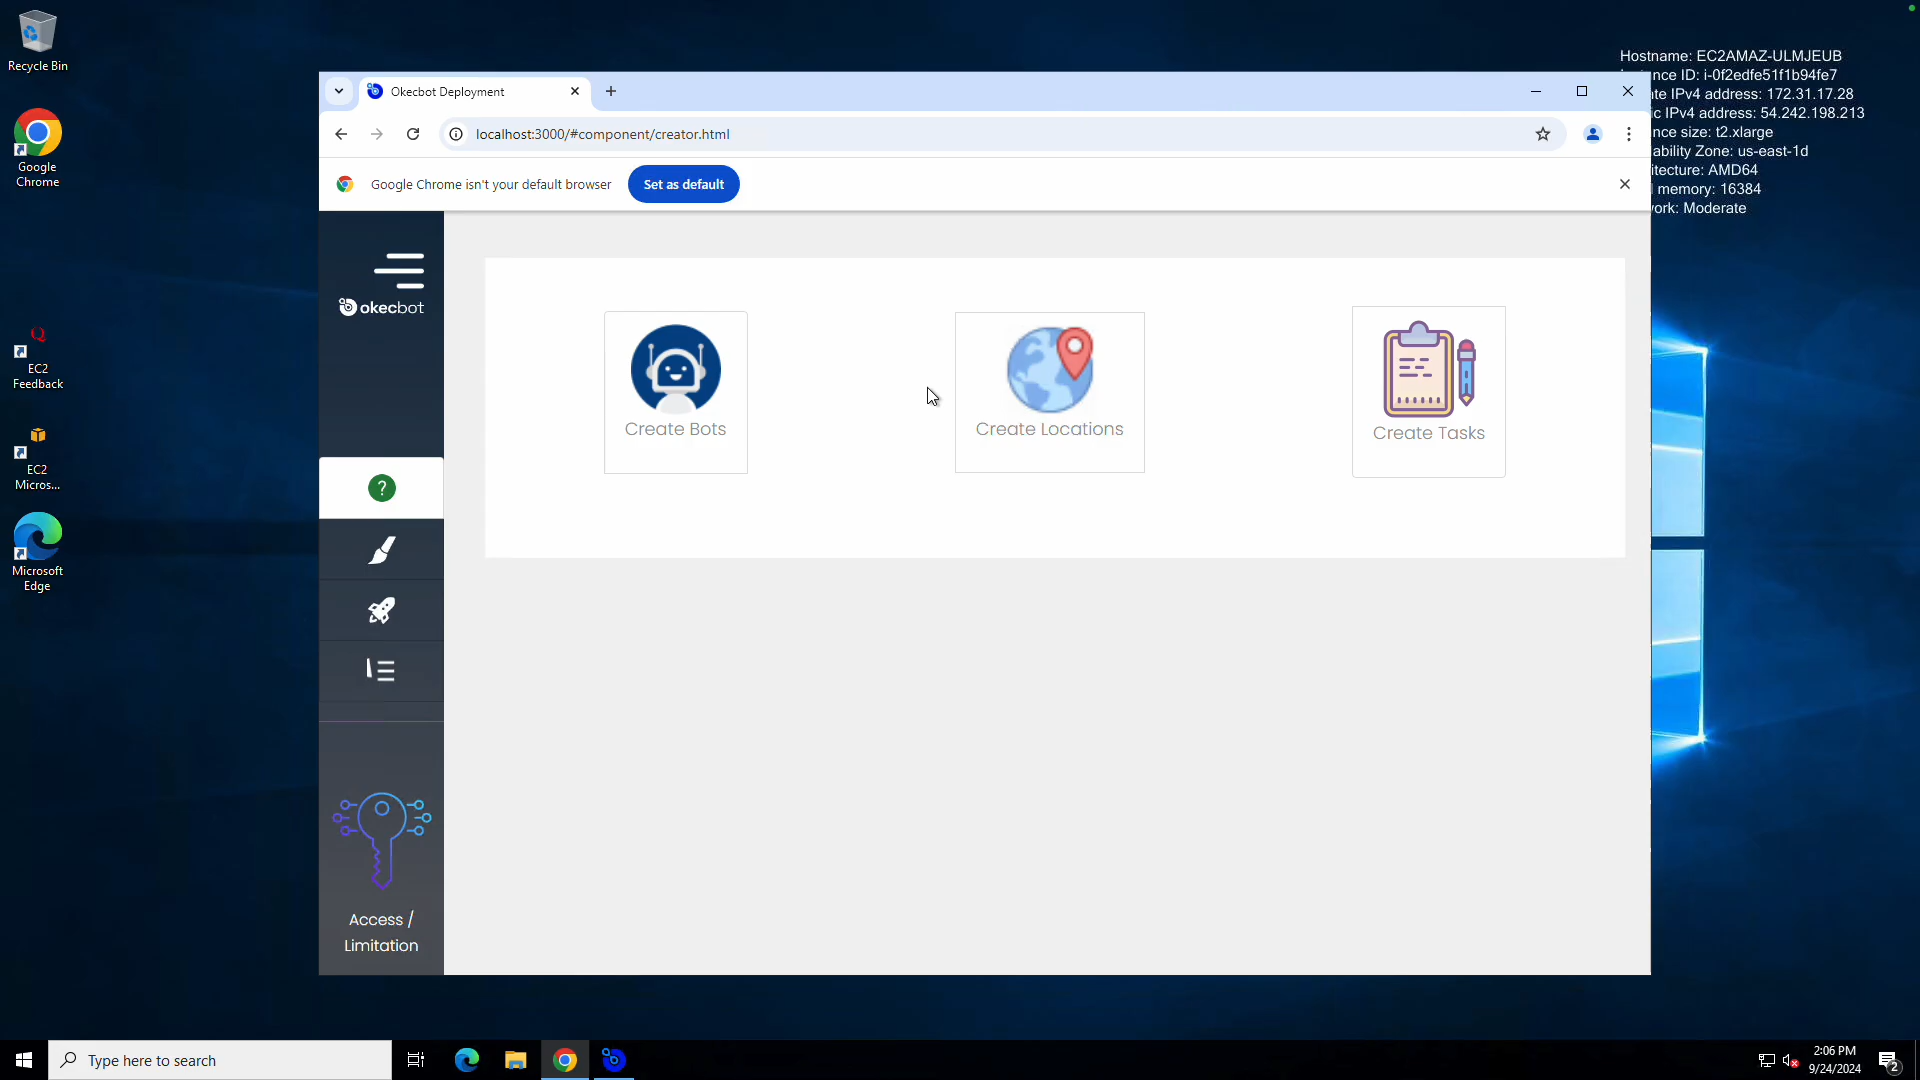 Recycle Bin
Google
Chrome
EC2
Feedback
EC2
Micros...
Microsoft
Edge
Hostname: EC2AMAZ-ULMJEUB
nce ID: i-0f2edfe51f1b94fe7
IPv4 address: 172.31.17.28
IPv4 address: 54.242.198.213
nce size: t2.xlarge
ability Zone: us-east-1d
itecture: AMD64
memory: 16384
ork: Moderate
Okecbot Deployment
localhost:3000/#component/creator.html
Google Chrome isn't your default browser
Set as default
okecbot
?
Access /
Limitation
Create Bots
Create Locations
Create Tasks
Type here to search
2:06 PM
9/24/2024
2